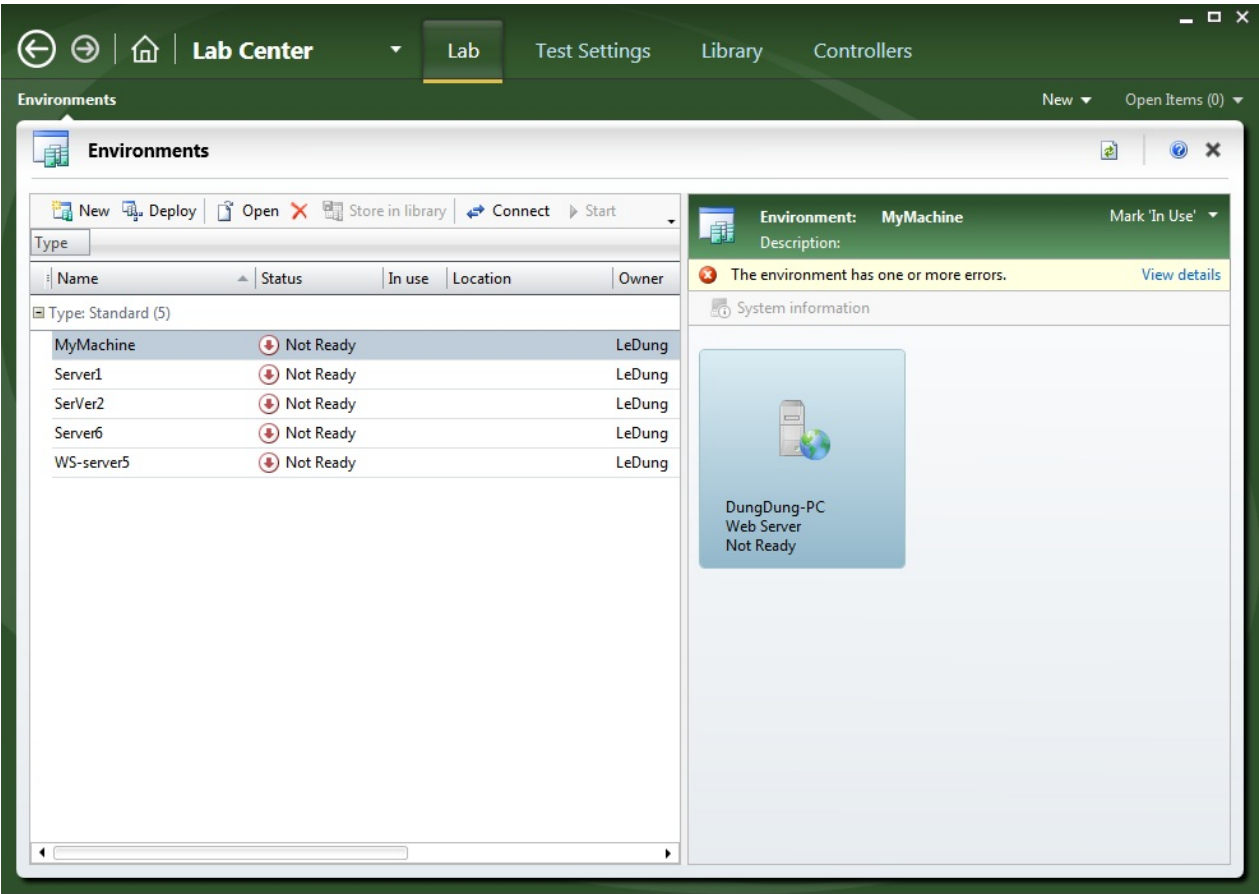 Lab Center Lab Test Settings Library Controllers
Environments New Open Items (0)
Environments
New Deploy Open Store in library Connect Start
Type
Name Status In use Location Owner
Type: Standard (5)
MyMachine Not Ready LeDung
Server1 Not Ready LeDung
SerVer2 Not Ready LeDung
Server6 Not Ready LeDung
WS-server5 Not Ready LeDung
Environment: MyMachine Mark 'In Use'
Description:
The environment has one or more errors. View details
System information
DungDung-PC
Web Server
Not Ready